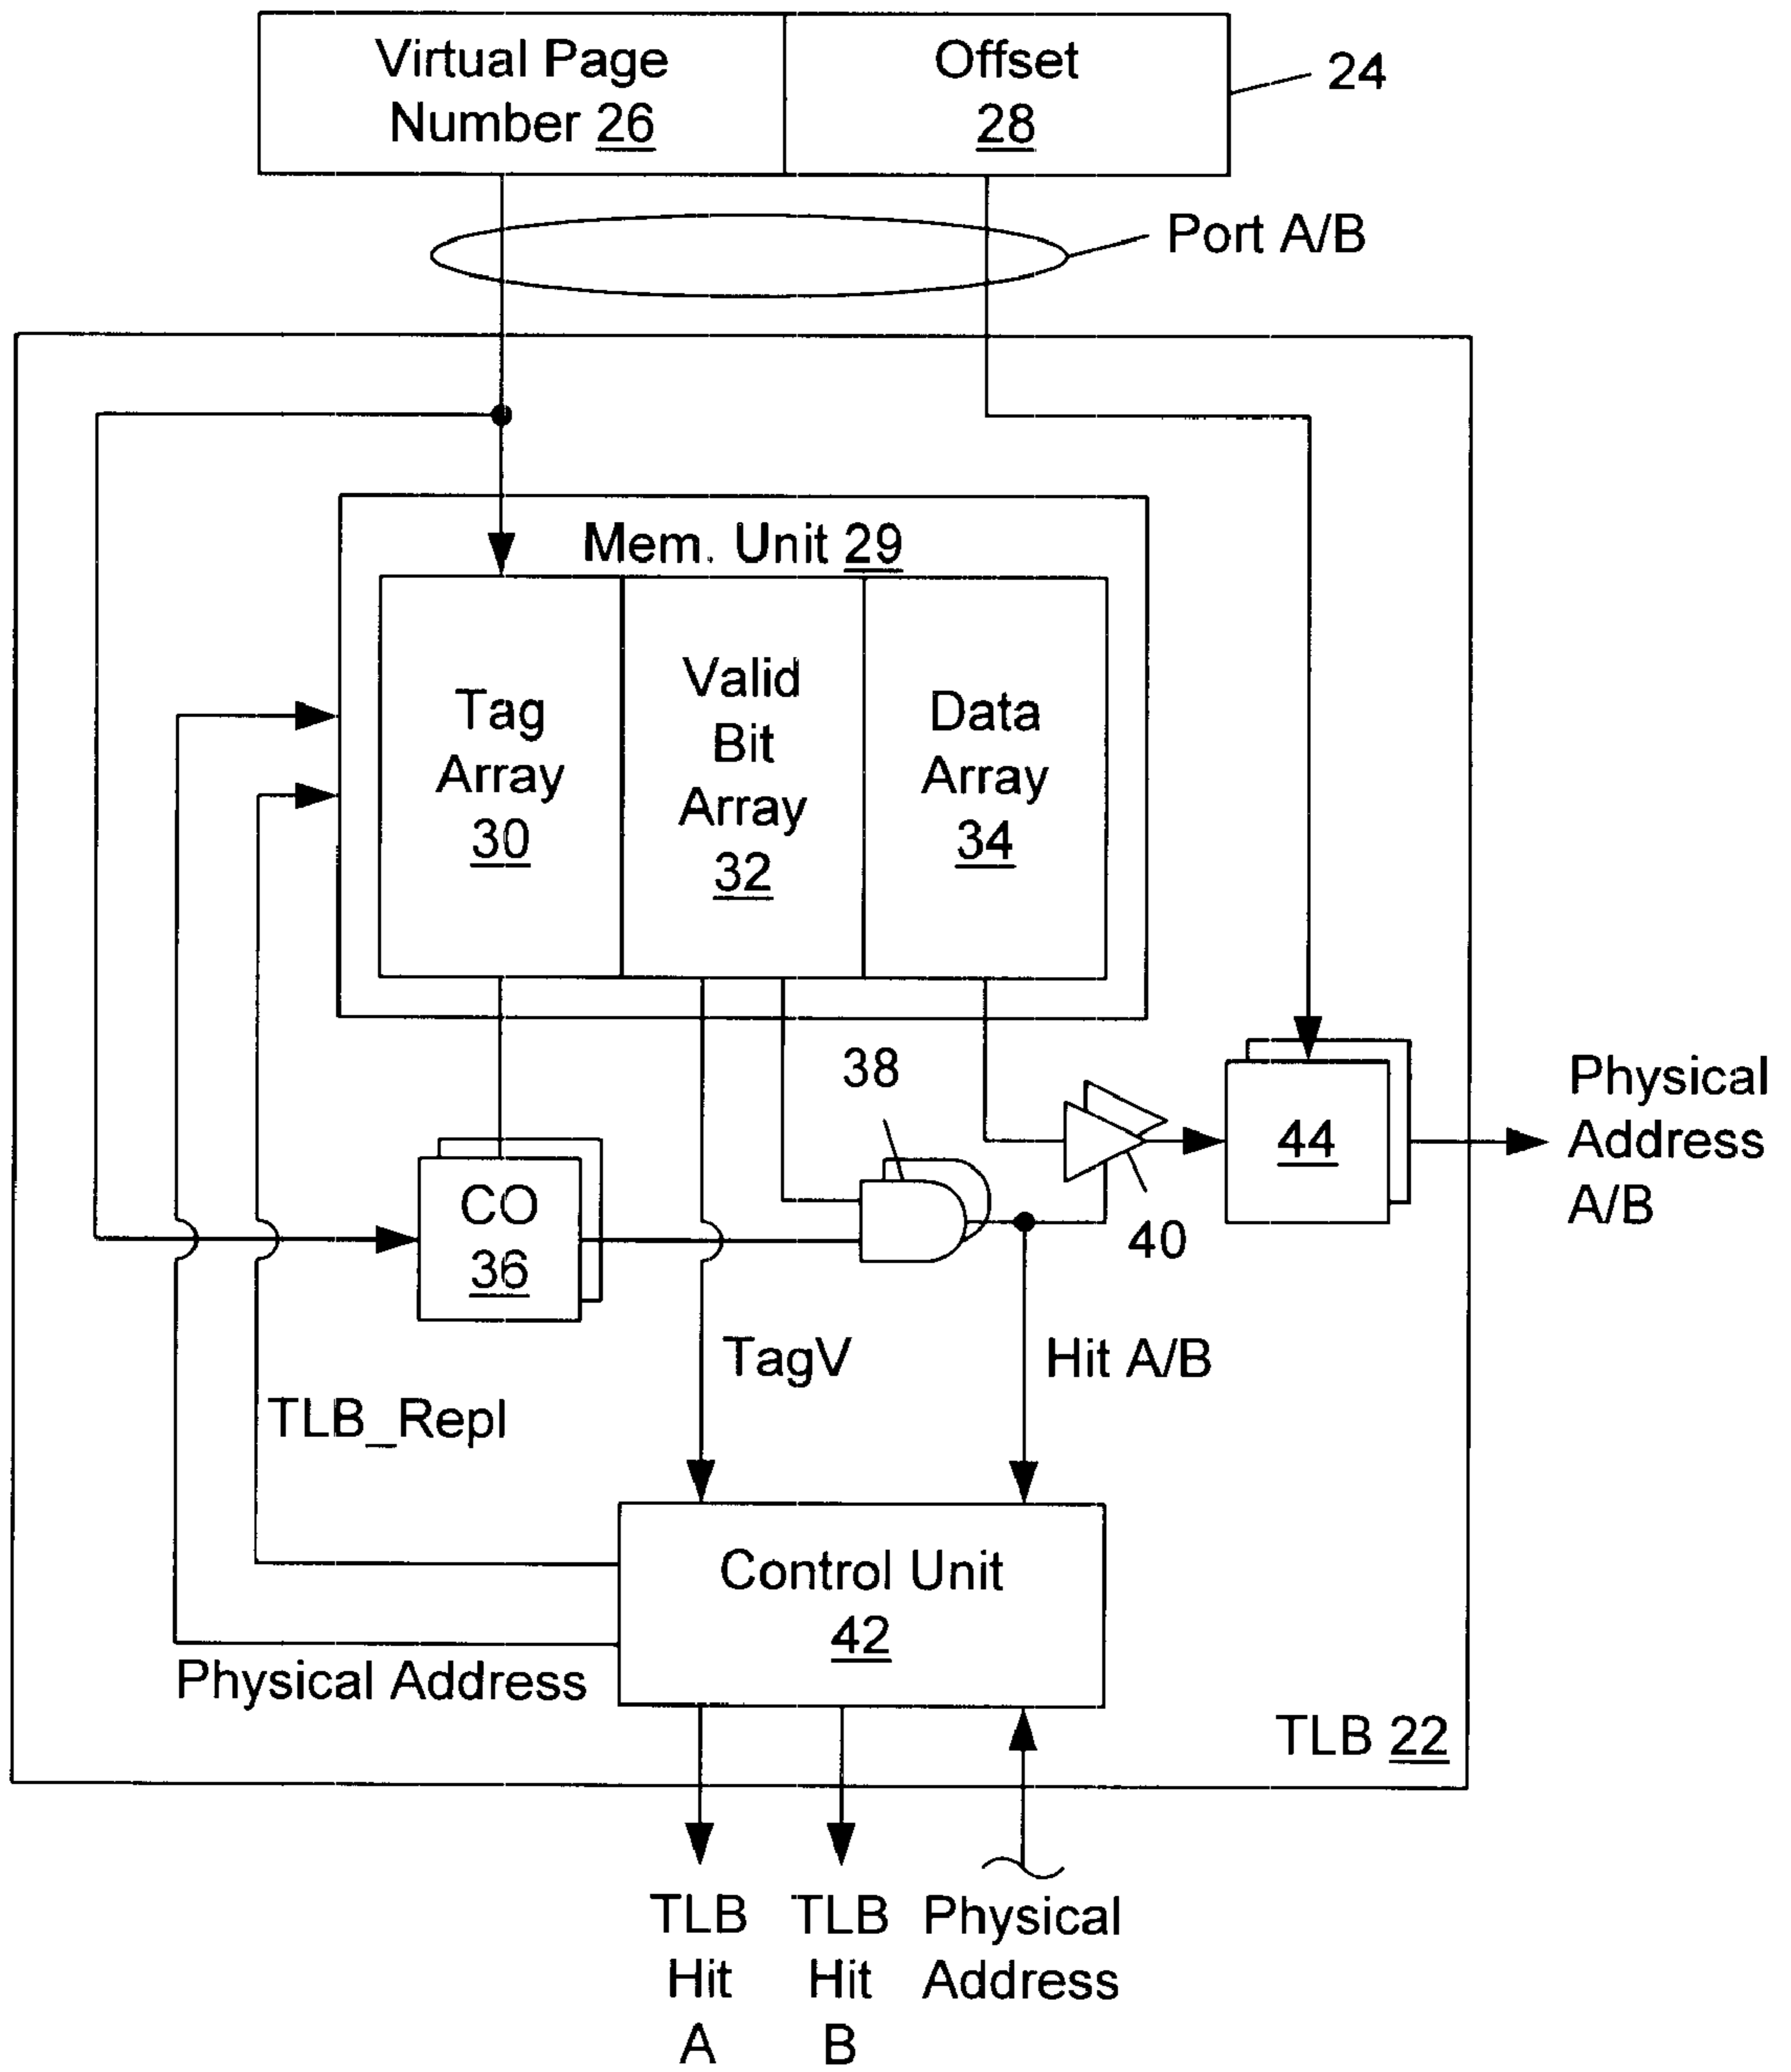 Virtual Page
Number 26
Offset
28
24
Port A/B
Mem. Unit 29
Tag
Array
30
Valid
Bit
Array
32
Data
Array
34
38
CO
36
40
44
Physical
Address
A/B
TagV
Hit A/B
TLB_Repl
Control Unit
42
Physical Address
TLB 22
TLB
Hit
A
TLB
Hit
B
Physical
Address